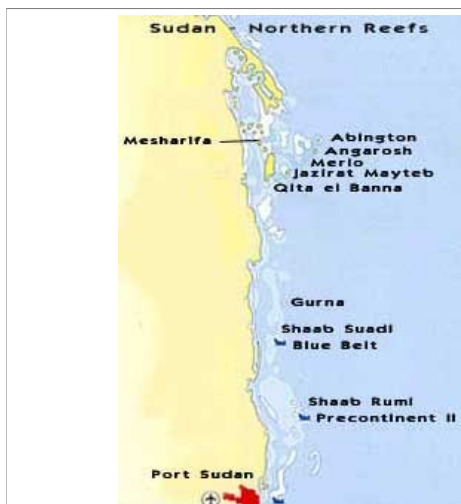 Sudan - Northern Reefs
Mesharifa
Abington
Angarosh
Merlo
Jazirat Mayteb
Qita el Banna
Gurna
Shaab Suadi
Blue Belt
Shaab Rumi
Precontinent II
Port Sudan